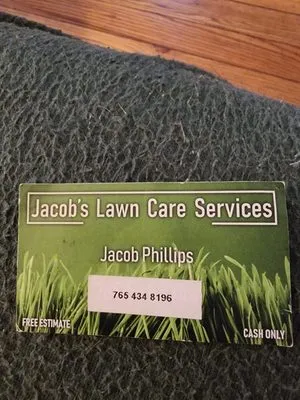 Jacob's Lawn Care Services
Jacob Phillips
765 434 8196
FREE ESTIMATE
CASH ONLY